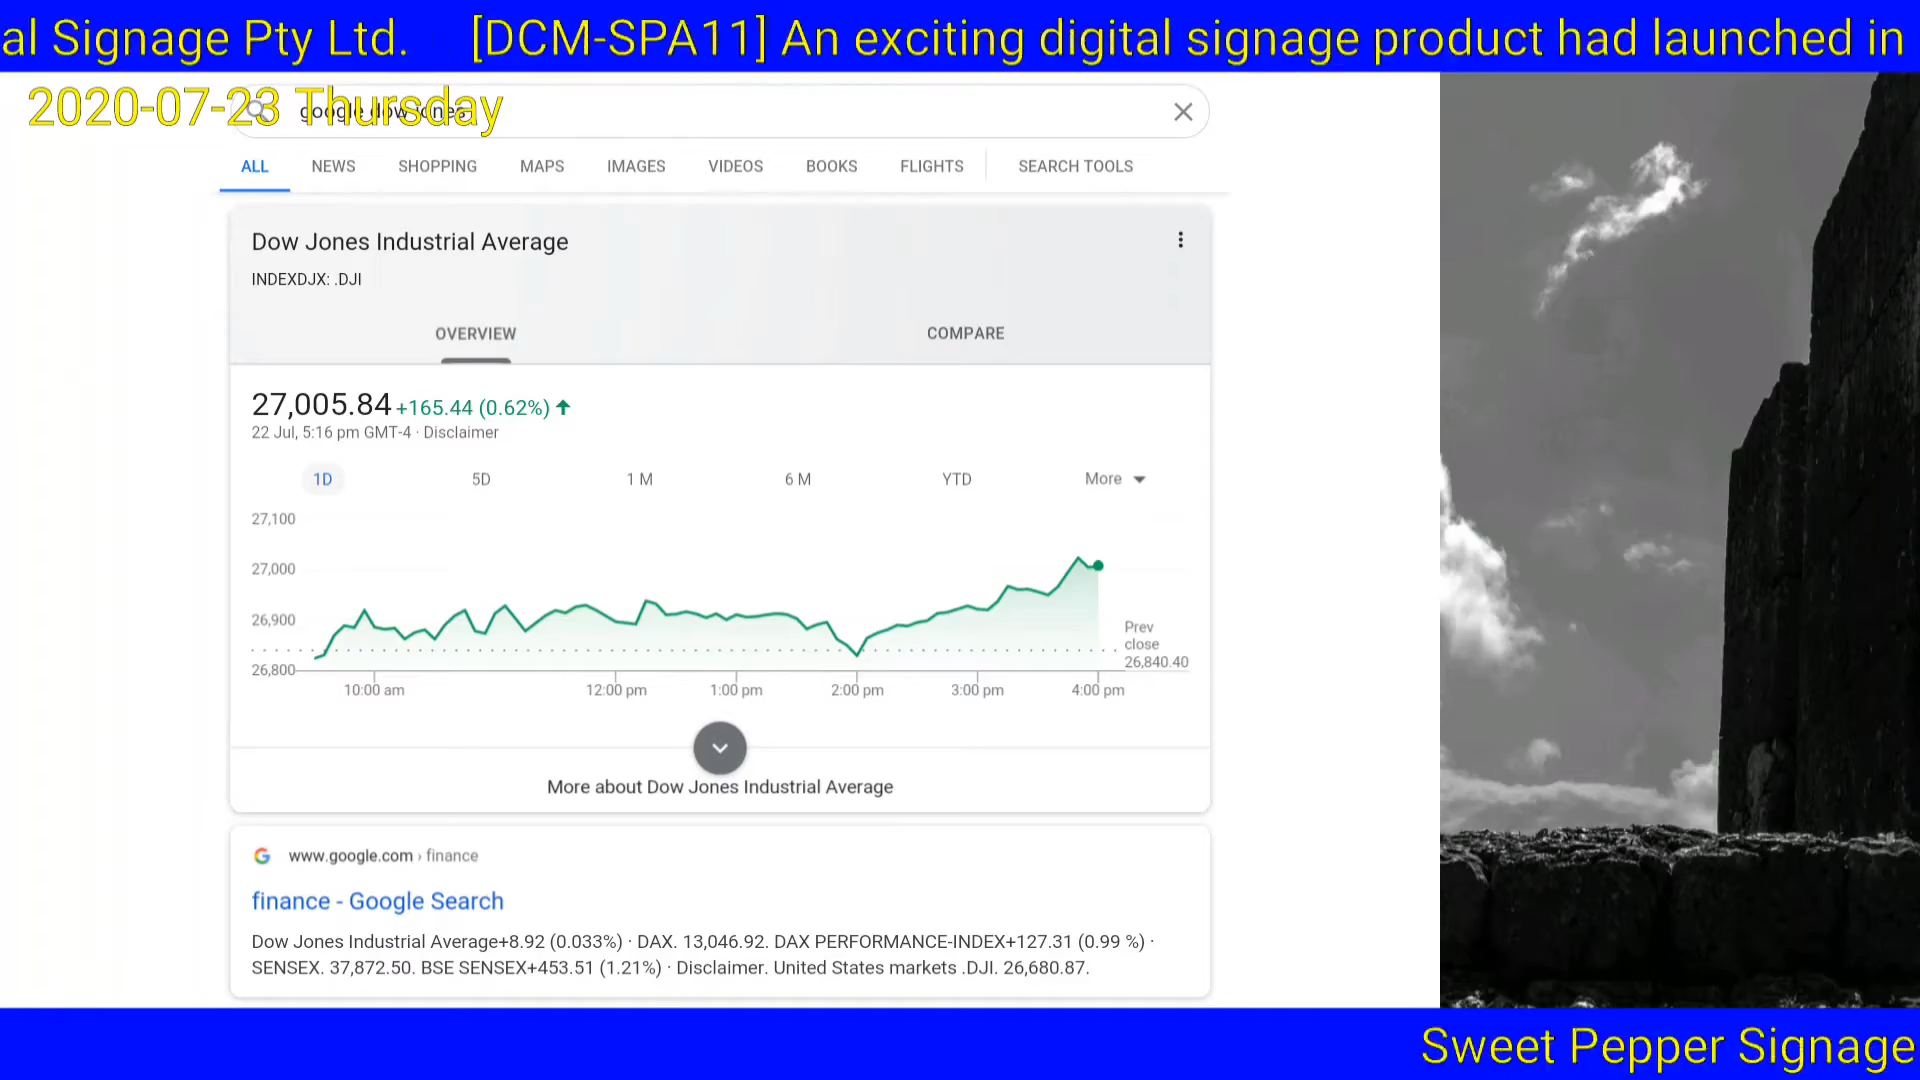 al Signage Pty Ltd. [DCM-SPA11] An exciting digital signage product had launched in
2020-07-23 Thursday
google dow jones
ALL NEWS SHOPPING MAPS IMAGES VIDEOS BOOKS FLIGHTS SEARCH TOOLS
Dow Jones Industrial Average
INDEXDJX: .DJI
OVERVIEW COMPARE
27,005.84 +165.44 (0.62%)
22 Jul, 5:16 pm GMT-4 · Disclaimer
1D 5D 1 M 6 M YTD More
27,100
27,000
26,900
26,800
Prev
close
26,840.40
10:00 am 12:00 pm 1:00 pm 2:00 pm 3:00 pm 4:00 pm
More about Dow Jones Industrial Average
www.google.com › finance
finance - Google Search
Dow Jones Industrial Average+8.92 (0.033%) · DAX. 13,046.92. DAX PERFORMANCE-INDEX+127.31 (0.99 %) ·
SENSEX. 37,872.50. BSE SENSEX+453.51 (1.21%) · Disclaimer. United States markets .DJI. 26,680.87.
Sweet Pepper Signage